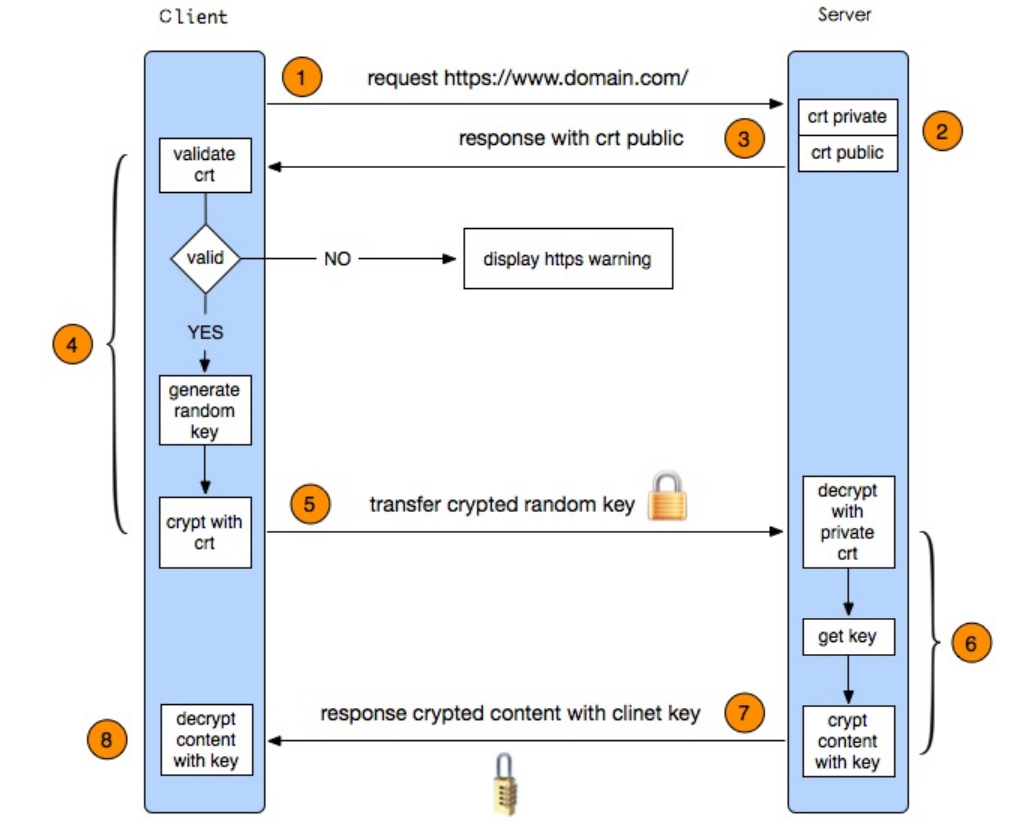 Client
Server
1
request https://www.domain.com/
crt private
2
response with crt public
3
crt public
validate
crt
valid
NO
display https warning
YES
4
generate
random
key
5
transfer crypted random key
decrypt
with
private
crt
crypt with
crt
get key
6
response crypted content with clinet key
7
8
decrypt
content
with key
crypt
content
with key